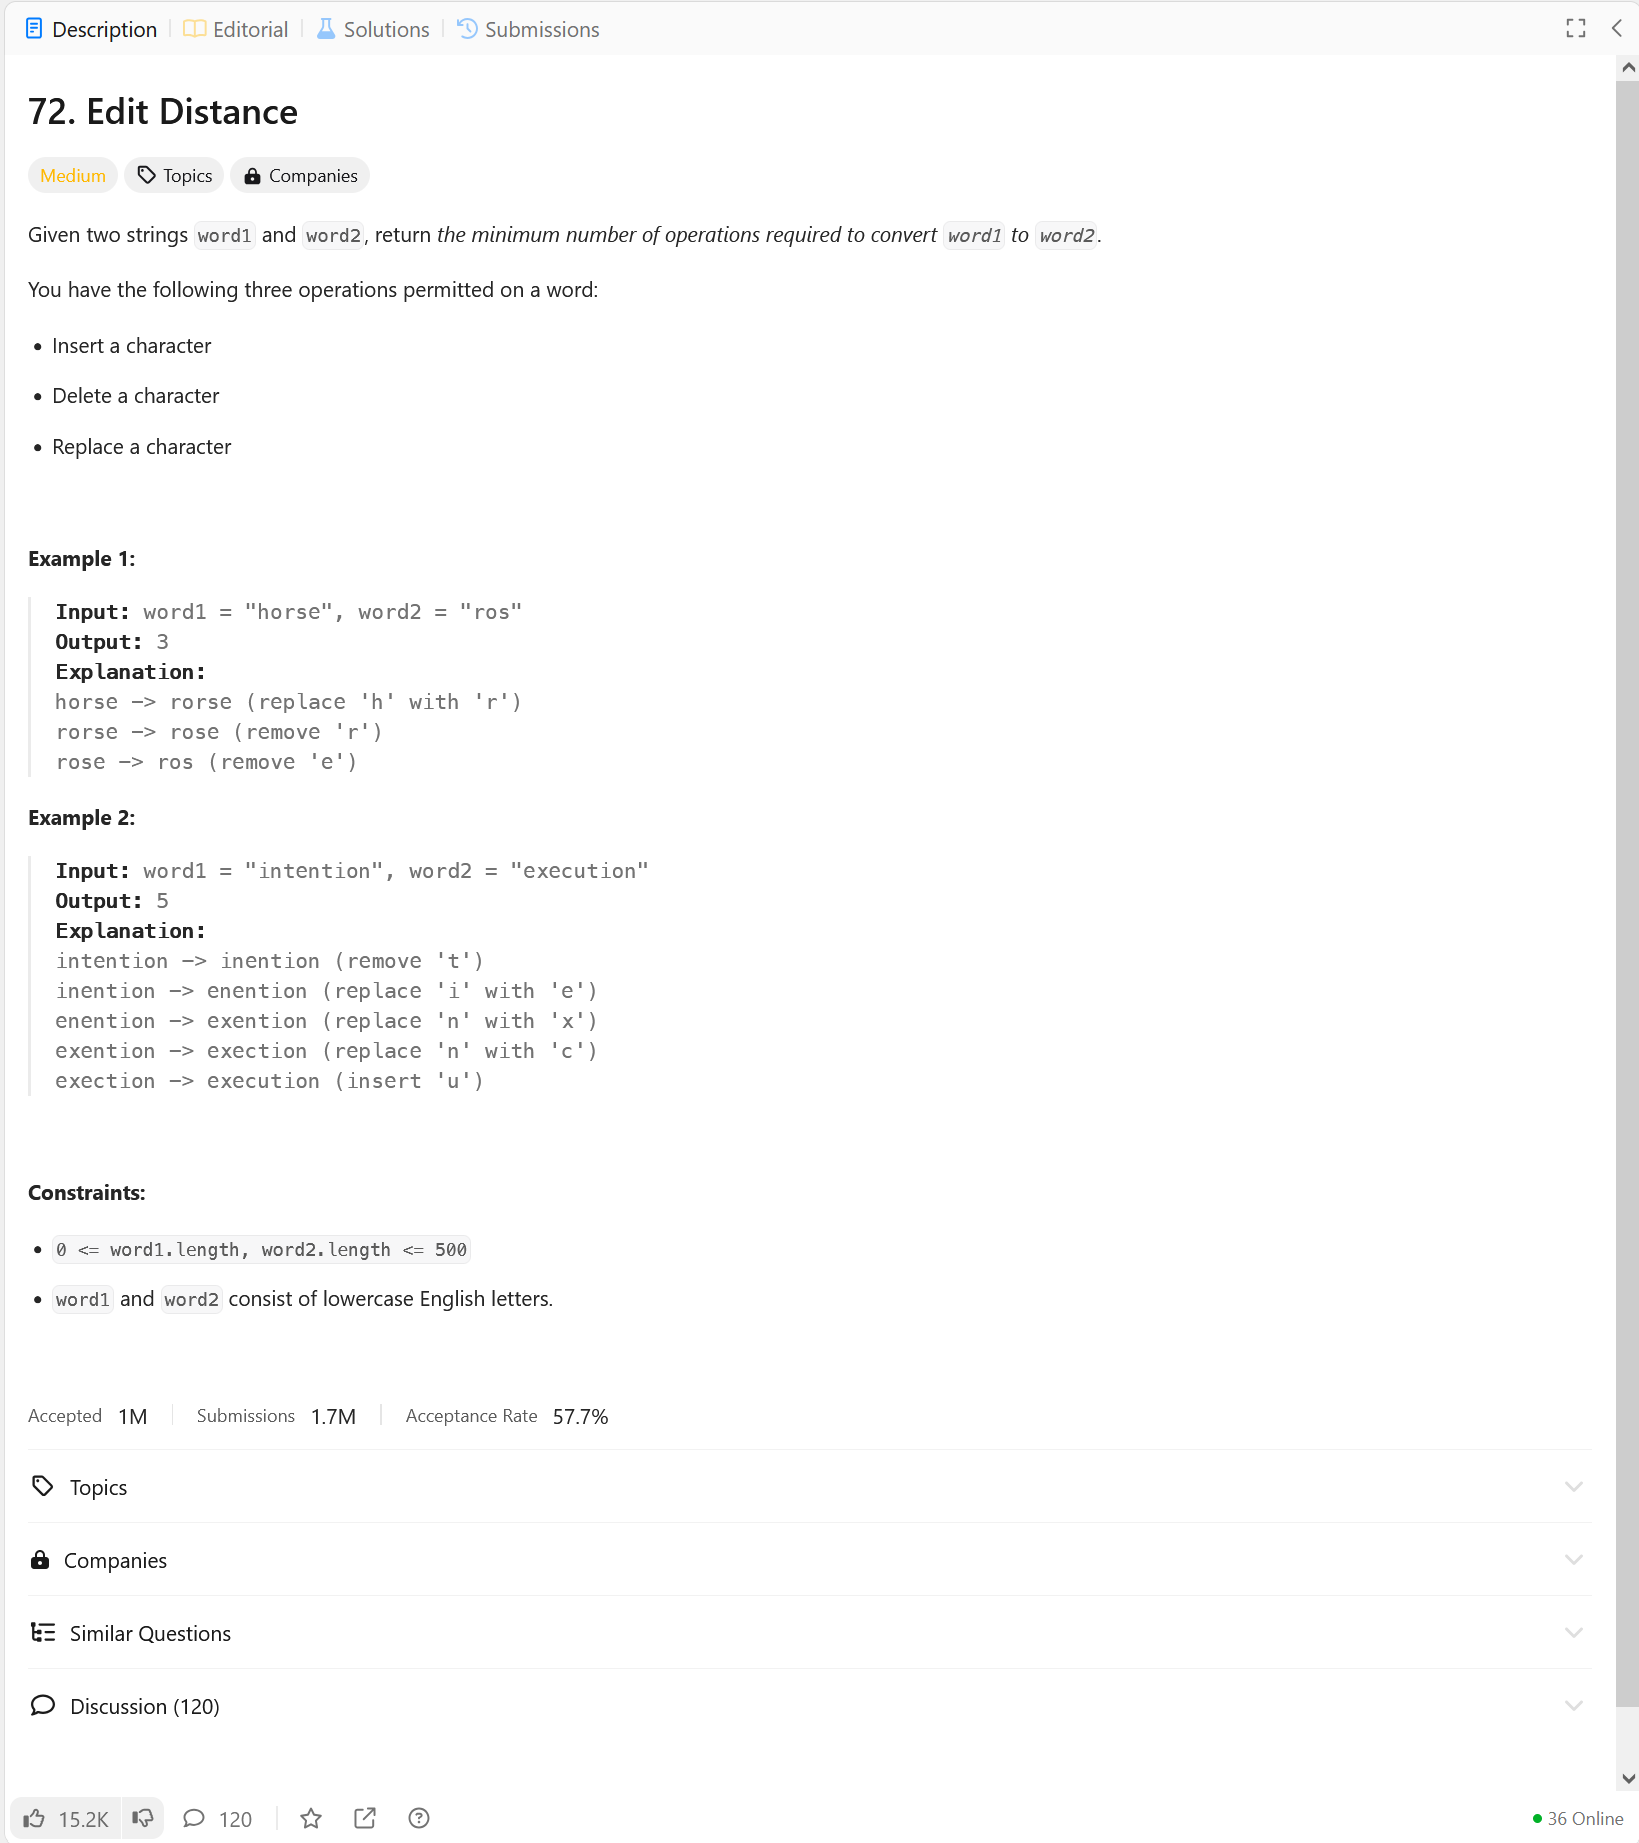 Description Editorial Solutions Submissions
72. Edit Distance
Medium Topics Companies
Given two strings word1 and word2, return the minimum number of operations required to convert word1 to word2.
You have the following three operations permitted on a word:
• Insert a character
• Delete a character
• Replace a character
Example 1:
Input: word1 = "horse", word2 = "ros"
Output: 3
Explanation:
horse -> rorse (replace 'h' with 'r')
rorse -> rose (remove 'r')
rose -> ros (remove 'e')
Example 2:
Input: word1 = "intention", word2 = "execution"
Output: 5
Explanation:
intention -> inention (remove 't')
inention -> enention (replace 'i' with 'e')
enention -> exention (replace 'n' with 'x')
exention -> exection (replace 'n' with 'c')
exection -> execution (insert 'u')
Constraints:
• 0 <= word1.length, word2.length <= 500
• word1 and word2 consist of lowercase English letters.
Accepted 1M Submissions 1.7M Acceptance Rate 57.7%
Topics
Companies
Similar Questions
Discussion (120)
15.2K 120 36 Online